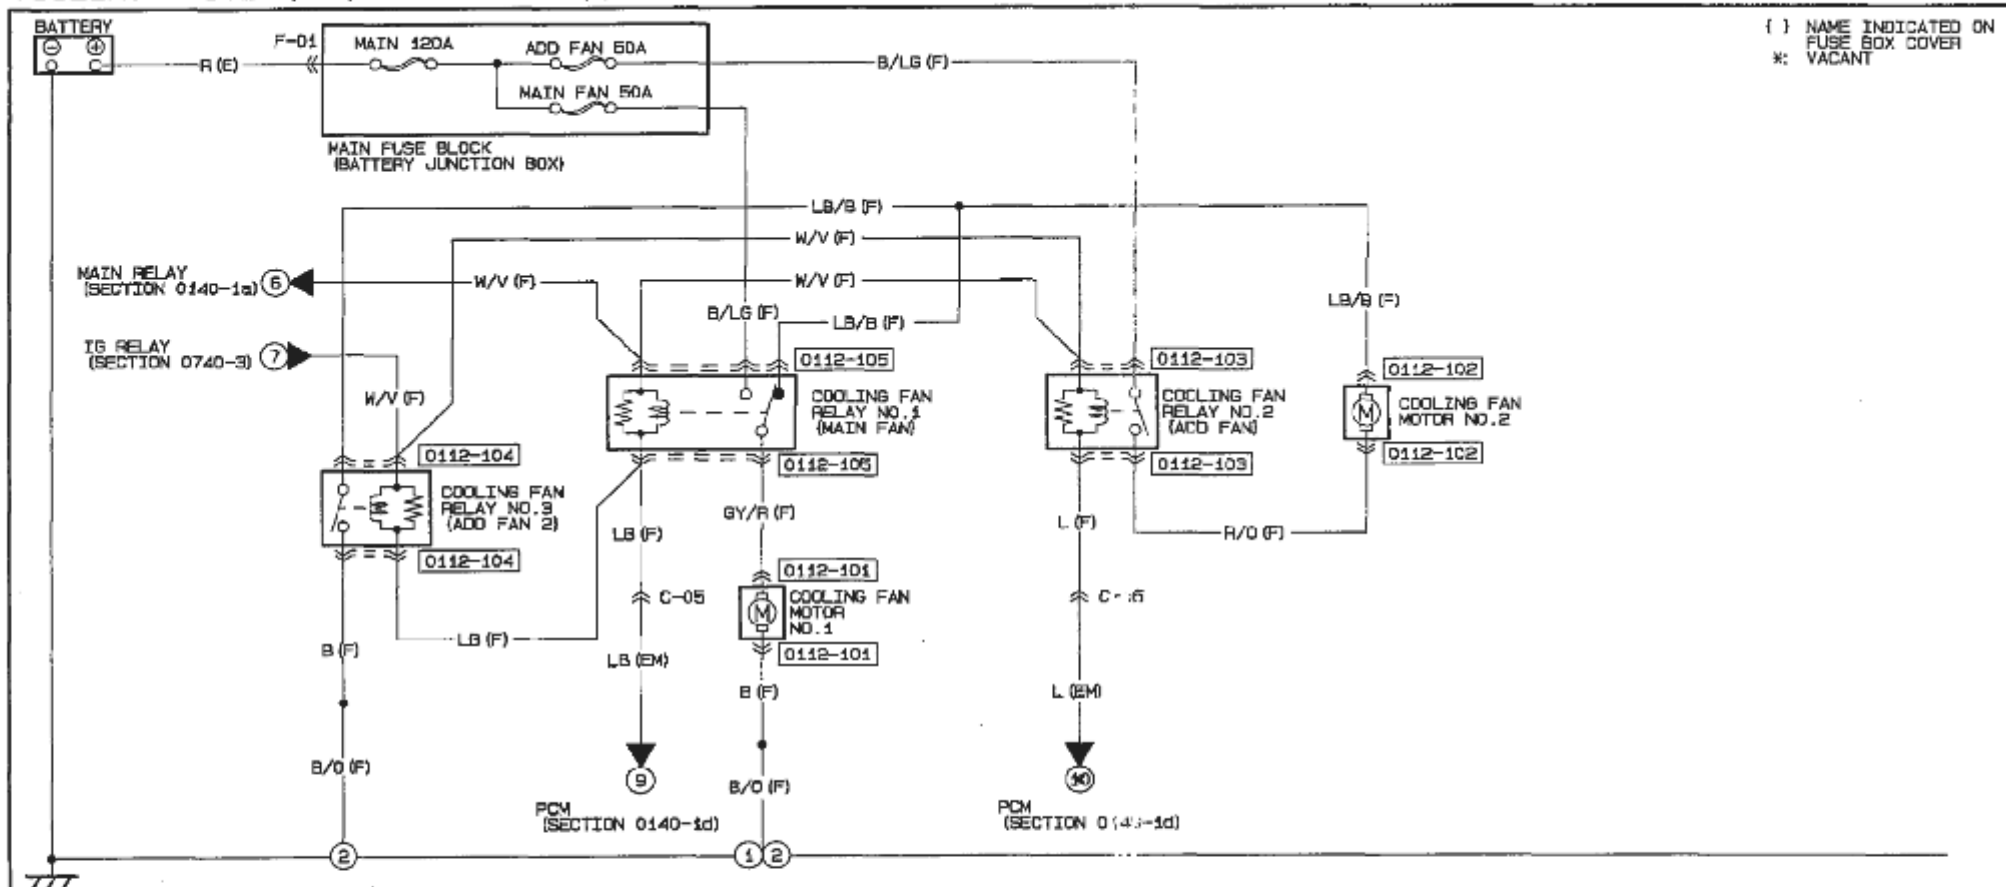 BATTERY
R (E)
F-01
MAIN 120A
ADD FAN 60A
MAIN FAN 50A
MAIN FUSE BLOCK
(BATTERY JUNCTION BOX)
B/LG (F)
{ } NAME INDICATED ON
FUSE BOX COVER
*: VACANT
LB/B (F)
W/V (F)
W/V (F)
W/V (F)
MAIN RELAY
(SECTION 0140-1a)
6
IG RELAY
(SECTION 0740-3)
7
B/LG (F)
LB/B (F)
LB/B (F)
W/V (F)
0112-105
0112-103
0112-102
COOLING FAN
RELAY NO.1
(MAIN FAN)
COOLING FAN
RELAY NO.2
(ADD FAN)
M
COOLING FAN
MOTOR NO.2
0112-104
0112-105
0112-103
0112-102
COOLING FAN
RELAY NO.3
(ADD FAN 2)
LB (F)
GY/R (F)
L (F)
R/O (F)
0112-104
0112-101
C-05
M
COOLING FAN
MOTOR
NO.1
B (F)
LB (F)
LB (EM)
0112-101
B (F)
L (EM)
B/O (F)
9
B/O (F)
10
PCM
(SECTION 0140-1d)
PCM
(SECTION
2
1
2